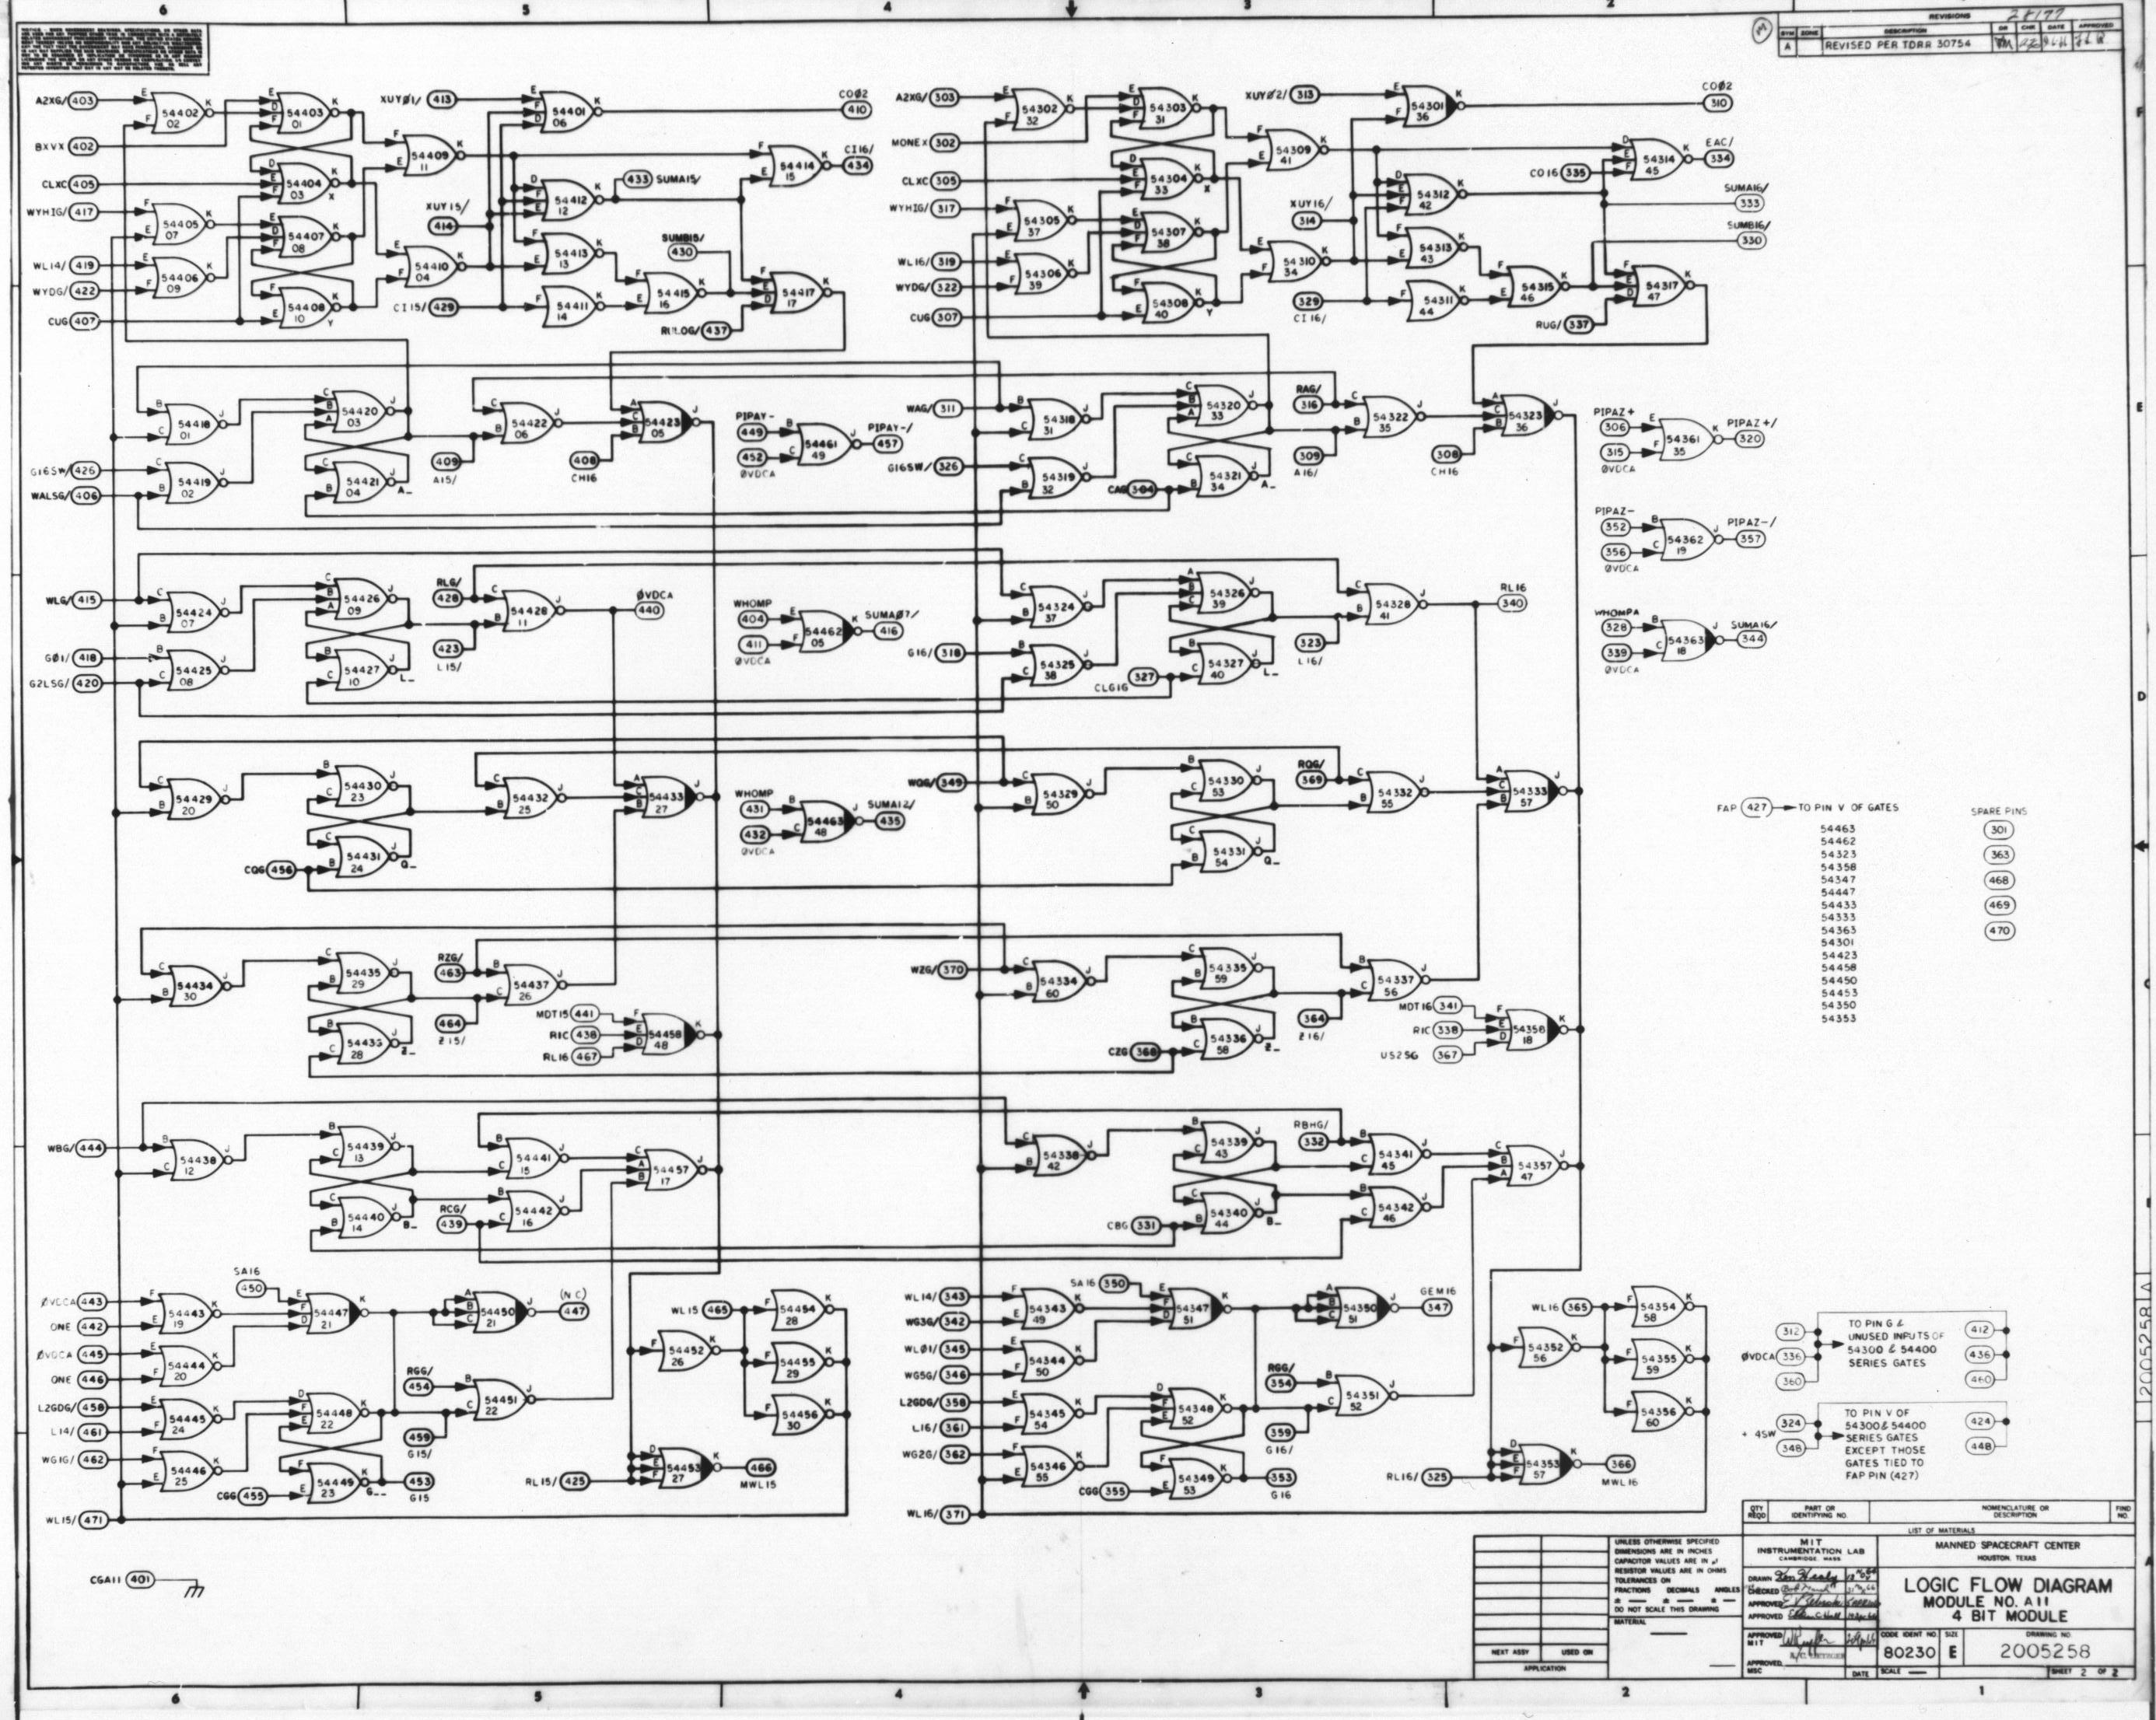 6 5 4 3 2
REVISIONS
28177
SYM ZONE DESCRIPTION DR CHK DATE APPROVED
A REVISED PER TDRR 30754
A2XG/ 403
BXVX 402
CLXC 405
WYHIG/ 417
WL14/ 419
WYDG/ 422
CUG 407
54402 02
54403 01
54404 03 X
54405 07
54407 08
54406 09
54408 10 Y
54409 11
54410 04
XUYØ1/ 413
54401 06
COØ2 410
54412 12
433 SUMA15/
XUY15/ 414
54413 13
CI15/ 429
54411 14
SUMB15/ 430
54415 16
54414 15
CI16/ 434
54417 17
RULOG/ 437
A2XG/ 303
MONEX 302
CLXC 305
WYHIG/ 317
WL16/ 319
WYDG/ 322
CUG 307
54302 32
54303 31
54304 33 X
54305 37
54307 38
54306 39
54308 40 Y
54309 41
54310 34
XUYØ2/ 313
54301 36
COØ2 310
54312 42
XUY16/ 314
54313 43
329 CI16/
54311 44
54315 46
54314 45
CO16 335
EAC/ 334
SUMA16/ 333
SUMB16/ 330
54317 47
RUG/ 337
54418 01
54420 03
54419 02
54421 04 A_
G16SW/ 426
WALSG/ 406
54422 06
409 A15/
54423 05
408 CH16
PIPAY- 449
452 ØVDCA
54461 49
PIPAY-/ 457
WAG/ 311
G16SW/ 326
54318 31
54319 32
54320 33
54321 34 A_
CAG 304
RAG/ 316
309 A16/
54322 35
54323 36
308 CH16
PIPAZ+ 306
315 ØVDCA
54361 35
PIPAZ+/ 320
PIPAZ- 352
356 ØVDCA
54362 19
PIPAZ-/ 357
WLG/ 415
G01/ 418
G2LSG/ 420
54424 07
54425 08
54426 09
54427 10 L_
RLG/ 428
423 L15/
54428 11
ØVDCA 440
WHOMP 404
411 ØVDCA
54462 05
SUMAØ7/ 416
54324 37
G16/ 318
54325 38
54326 39
54327 40 L_
327 CLG1G
323 L16/
54328 41
RL16 340
WHOMPA 328
339 ØVDCA
54363 18
SUMA16/ 344
54429 20
54430 23
54431 24 Q_
CQG 456
54432 25
54433 27
WHOMP 431
432 ØVDCA
54463 48
SUMA12/ 435
WQG/ 349
54329 50
54330 53
54331 54 Q_
RQG/ 369
54332 55
54333 57
FAP 427 TO PIN V OF GATES
54463
54462
54323
54358
54347
54447
54433
54333
54363
54301
54423
54458
54450
54453
54350
54353
SPARE PINS
301
363
468
469
470
54434 30
54435 29
54436 28 Z_
RZG/ 463
464 Z15/
54437 26
MDT15 441
R1C 438
RL16 467
54458 48
WZG/ 370
54334 60
54335 59
54336 58 Z_
CZG 368
364 Z16/
54337 56
MDT16 341
R1C 338
US2SG 367
54358 18
WBG/ 444
54438 12
54439 13
54440 14 B_
RCG/ 439
54441 15
54442 16
54457 17
54338 42
54339 43
54340 44 B_
CBG 331
RBHG/ 332
54341 45
54342 46
54357 47
ØVDCA 443
ONE 442
ØVDCA 445
ONE 446
L2GDG/ 458
L14/ 461
WG1G/ 462
WL15/ 471
54443 19
54444 20
54445 24
54446 25
SA16 450
54447 21
54448 22
54449 23 G_
CGG 455
54450 21
(NC) 447
RGG/ 454
459 G15/
453 G15
54451 22
WL15 465
54452 26
54454 28
54455 29
54456 30
54453 27
RL15/ 425
466 MWL15
WL14/ 343
WG3G/ 342
WL01/ 345
WG5G/ 346
L2GDG/ 358
L16/ 361
WG2G/ 362
WL16/ 371
54343 49
54344 50
54345 54
54346 55
SA16 350
54347 51
54348 52
54349 53
CGG 355
54350 51
GEM16 347
RGG/ 354
359 G16/
353 G16
54351 52
WL16 365
54352 56
54354 58
54355 59
54356 60
54353 57
RL16/ 325
366 MWL16
312
ØVDCA 336
360
TO PIN G &
UNUSED INPUTS OF
54300 & 54400
SERIES GATES
412
436
460
324
+ 4SW
348
TO PIN V OF
54300 & 54400
SERIES GATES
EXCEPT THOSE
GATES TIED TO
FAP PIN (427)
424
448
CGA11 401
2005258 A
QTY REQD PART OR IDENTIFYING NO. NOMENCLATURE OR DESCRIPTION FIND NO.
LIST OF MATERIALS
UNLESS OTHERWISE SPECIFIED
DIMENSIONS ARE IN INCHES
CAPACITOR VALUES ARE IN
RESISTOR VALUES ARE IN OHMS
TOLERANCES ON
FRACTIONS DECIMALS ANGLES
DO NOT SCALE THIS DRAWING
MATERIAL
NEXT ASSY USED ON
APPLICATION
MIT
INSTRUMENTATION LAB
CAMBRIDGE, MASS
DRAWN
CHECKED
APPROVED
APPROVED
APPROVED MIT
APPROVED MSC
DATE
MANNED SPACECRAFT CENTER
HOUSTON, TEXAS
LOGIC FLOW DIAGRAM
MODULE NO. A11
4 BIT MODULE
CODE IDENT NO. 80230
SIZE E
DRAWING NO. 2005258
SCALE
SHEET 2 OF 2
6 5 4 3 2 1